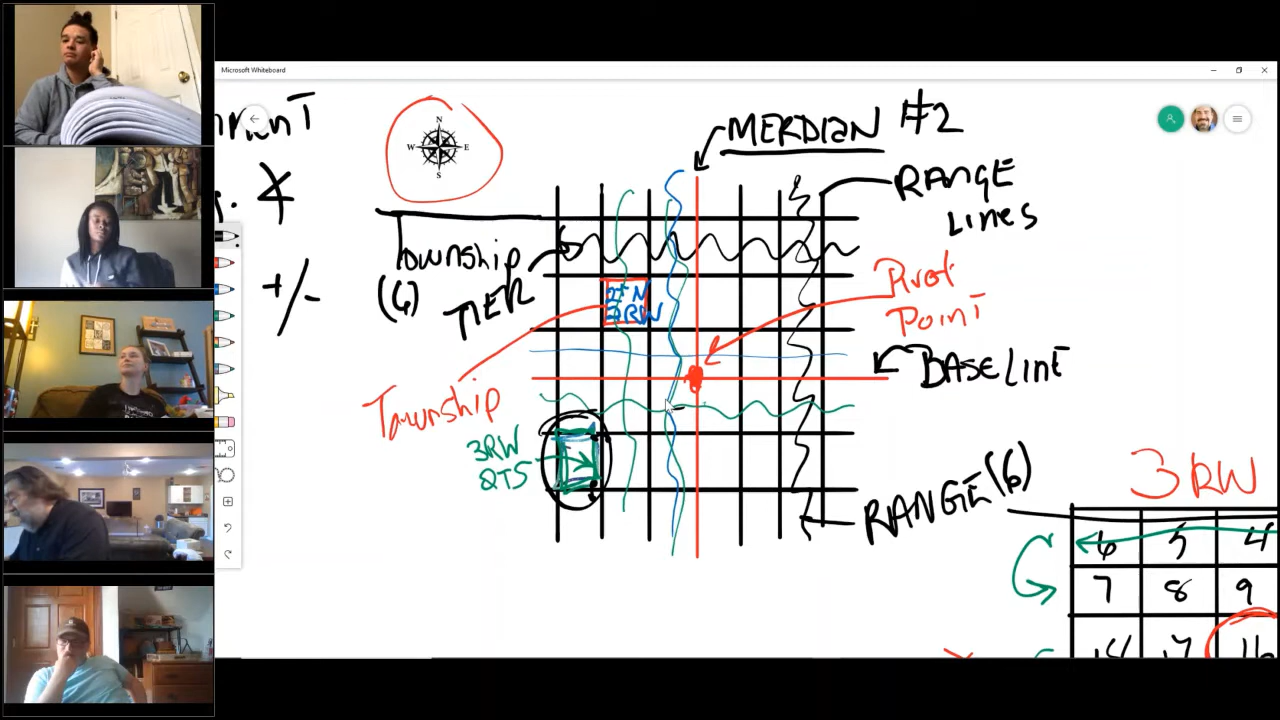 Microsoft Whiteboard
N
W E
S
+/-
MERDIAN #2
RANGE
LINES
Township
(6) TIER
Pivot
Point
BASELINE
Township
3RW
2TS
RANGE (6)
3RW
6 5 4
7 8 9
16